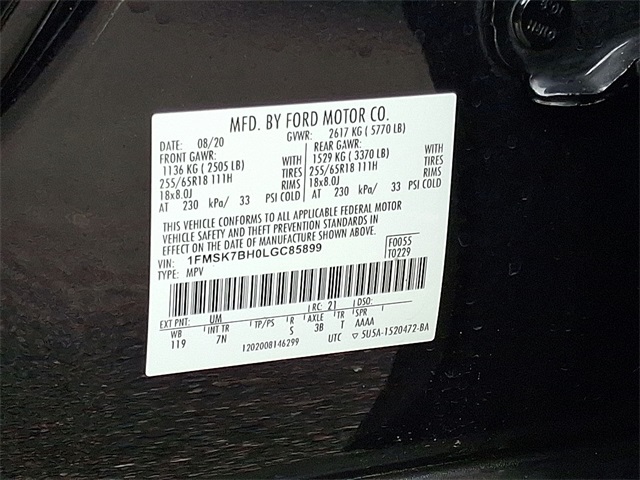 MFD. BY FORD MOTOR CO.
DATE: 08/20 GVWR: 2617 KG ( 5770 LB)
FRONT GAWR: REAR GAWR:
1136 KG ( 2505 LB) WITH 1529 KG ( 3370 LB) WITH
255/65R18 111H TIRES 255/65R18 111H TIRES
18x8.0J RIMS 18x8.0J RIMS
AT 230 kPa/ 33 PSI COLD AT 230 kPa/ 33 PSI COLD
THIS VEHICLE CONFORMS TO ALL APPLICABLE FEDERAL MOTOR
VEHICLE SAFETY AND THEFT PREVENTION STANDARDS IN
EFFECT ON THE DATE OF MANUFACTURE SHOWN ABOVE.
VIN: 1FMSK7BH0LGC85899 F0055
TYPE: MPV T0229
EXT PNT: UM RC: 21 DSO:
WB INT TR TP/PS R AXLE TR SPR
119 7N S 3B T AAAA
1202008146299 UTC 5U5A-1520472-BA